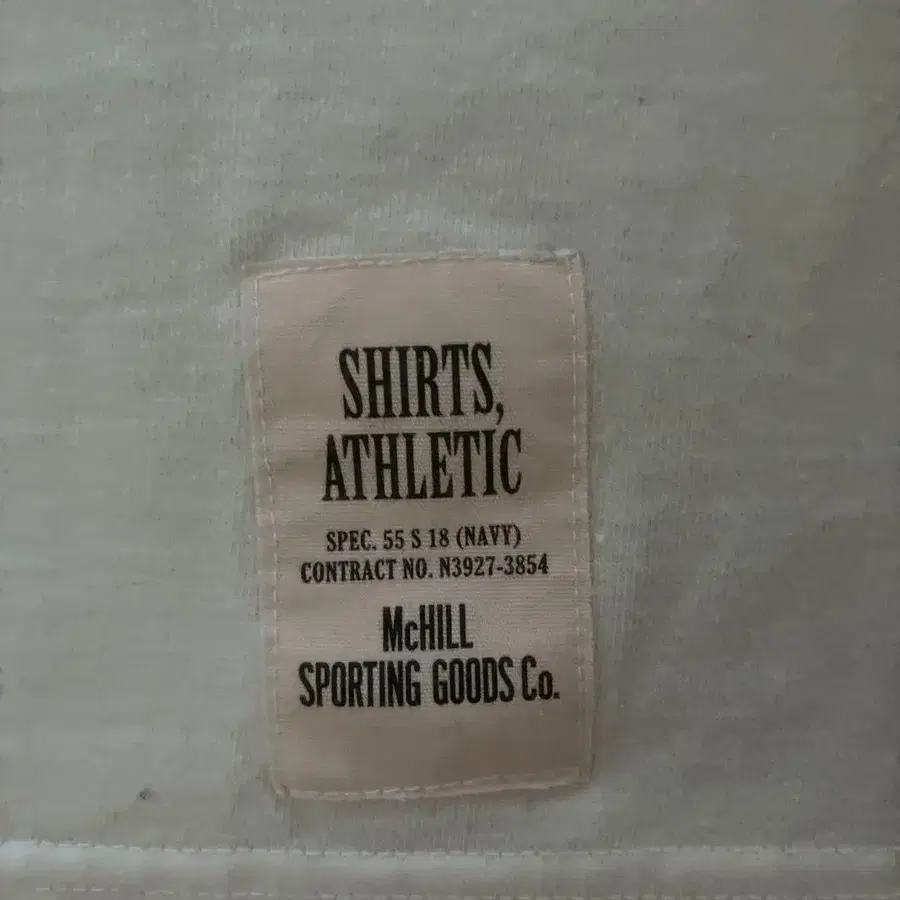 SHIRTS,
ATHLETIC
SPEC. 55 S 18 (NAVY)
CONTRACT NO. N3927-3854
McHILL
SPORTING GOODS Co.